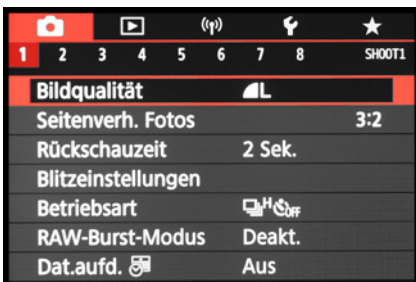 1 2 3 4 5 6 7 8 SHOOT1
Bildqualität L
Seitenverh. Fotos 3:2
Rückschauzeit 2 Sek.
Blitzeinstellungen
Betriebsart H OFF
RAW-Burst-Modus Deakt.
Dat.aufd. Aus